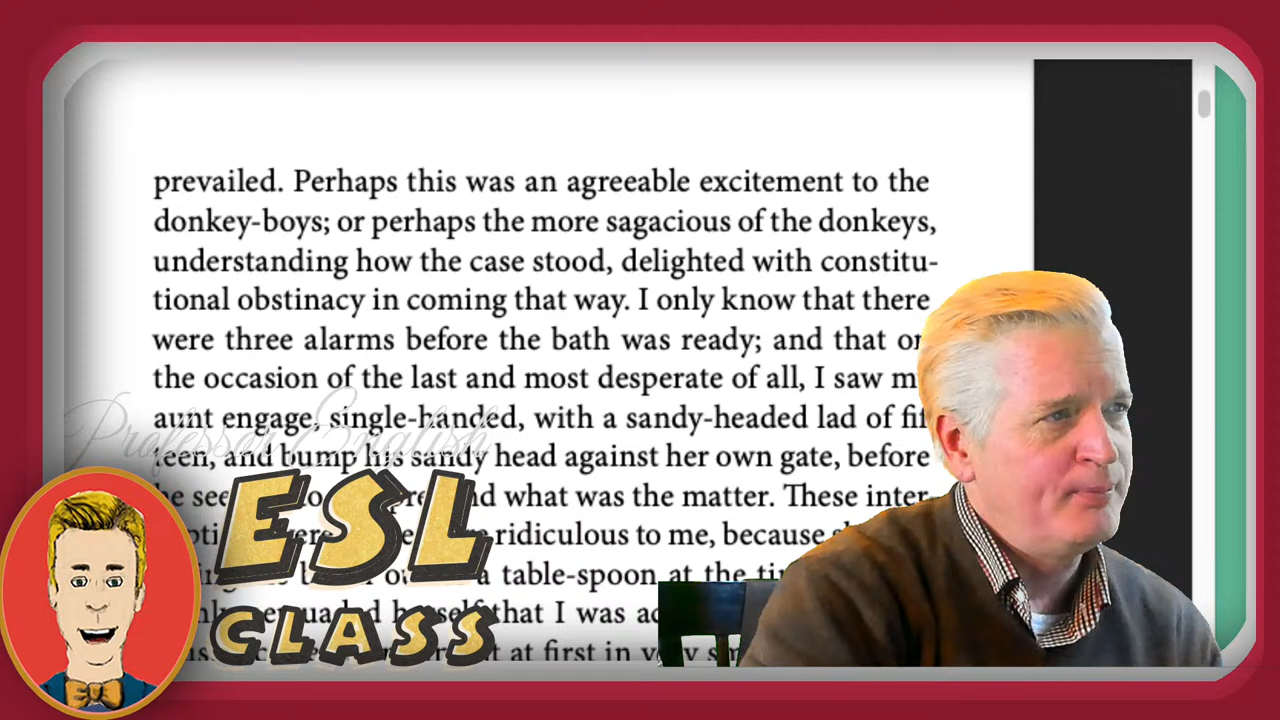 prevailed. Perhaps this was an agreeable excitement to the
donkey-boys; or perhaps the more sagacious of the donkeys,
understanding how the case stood, delighted with constitu-
tional obstinacy in coming that way. I only know that there
were three alarms before the bath was ready; and that on
the occasion of the last and most desperate of all, I saw
aunt engage, single-handed, with a sandy-headed lad of fif
teen, and bump his sandy head against her own gate, before
what was the matter. These inter-
ridiculous to me, because
a table-spoon at the
that I was
at first in
Professor English
ESL
CLASS